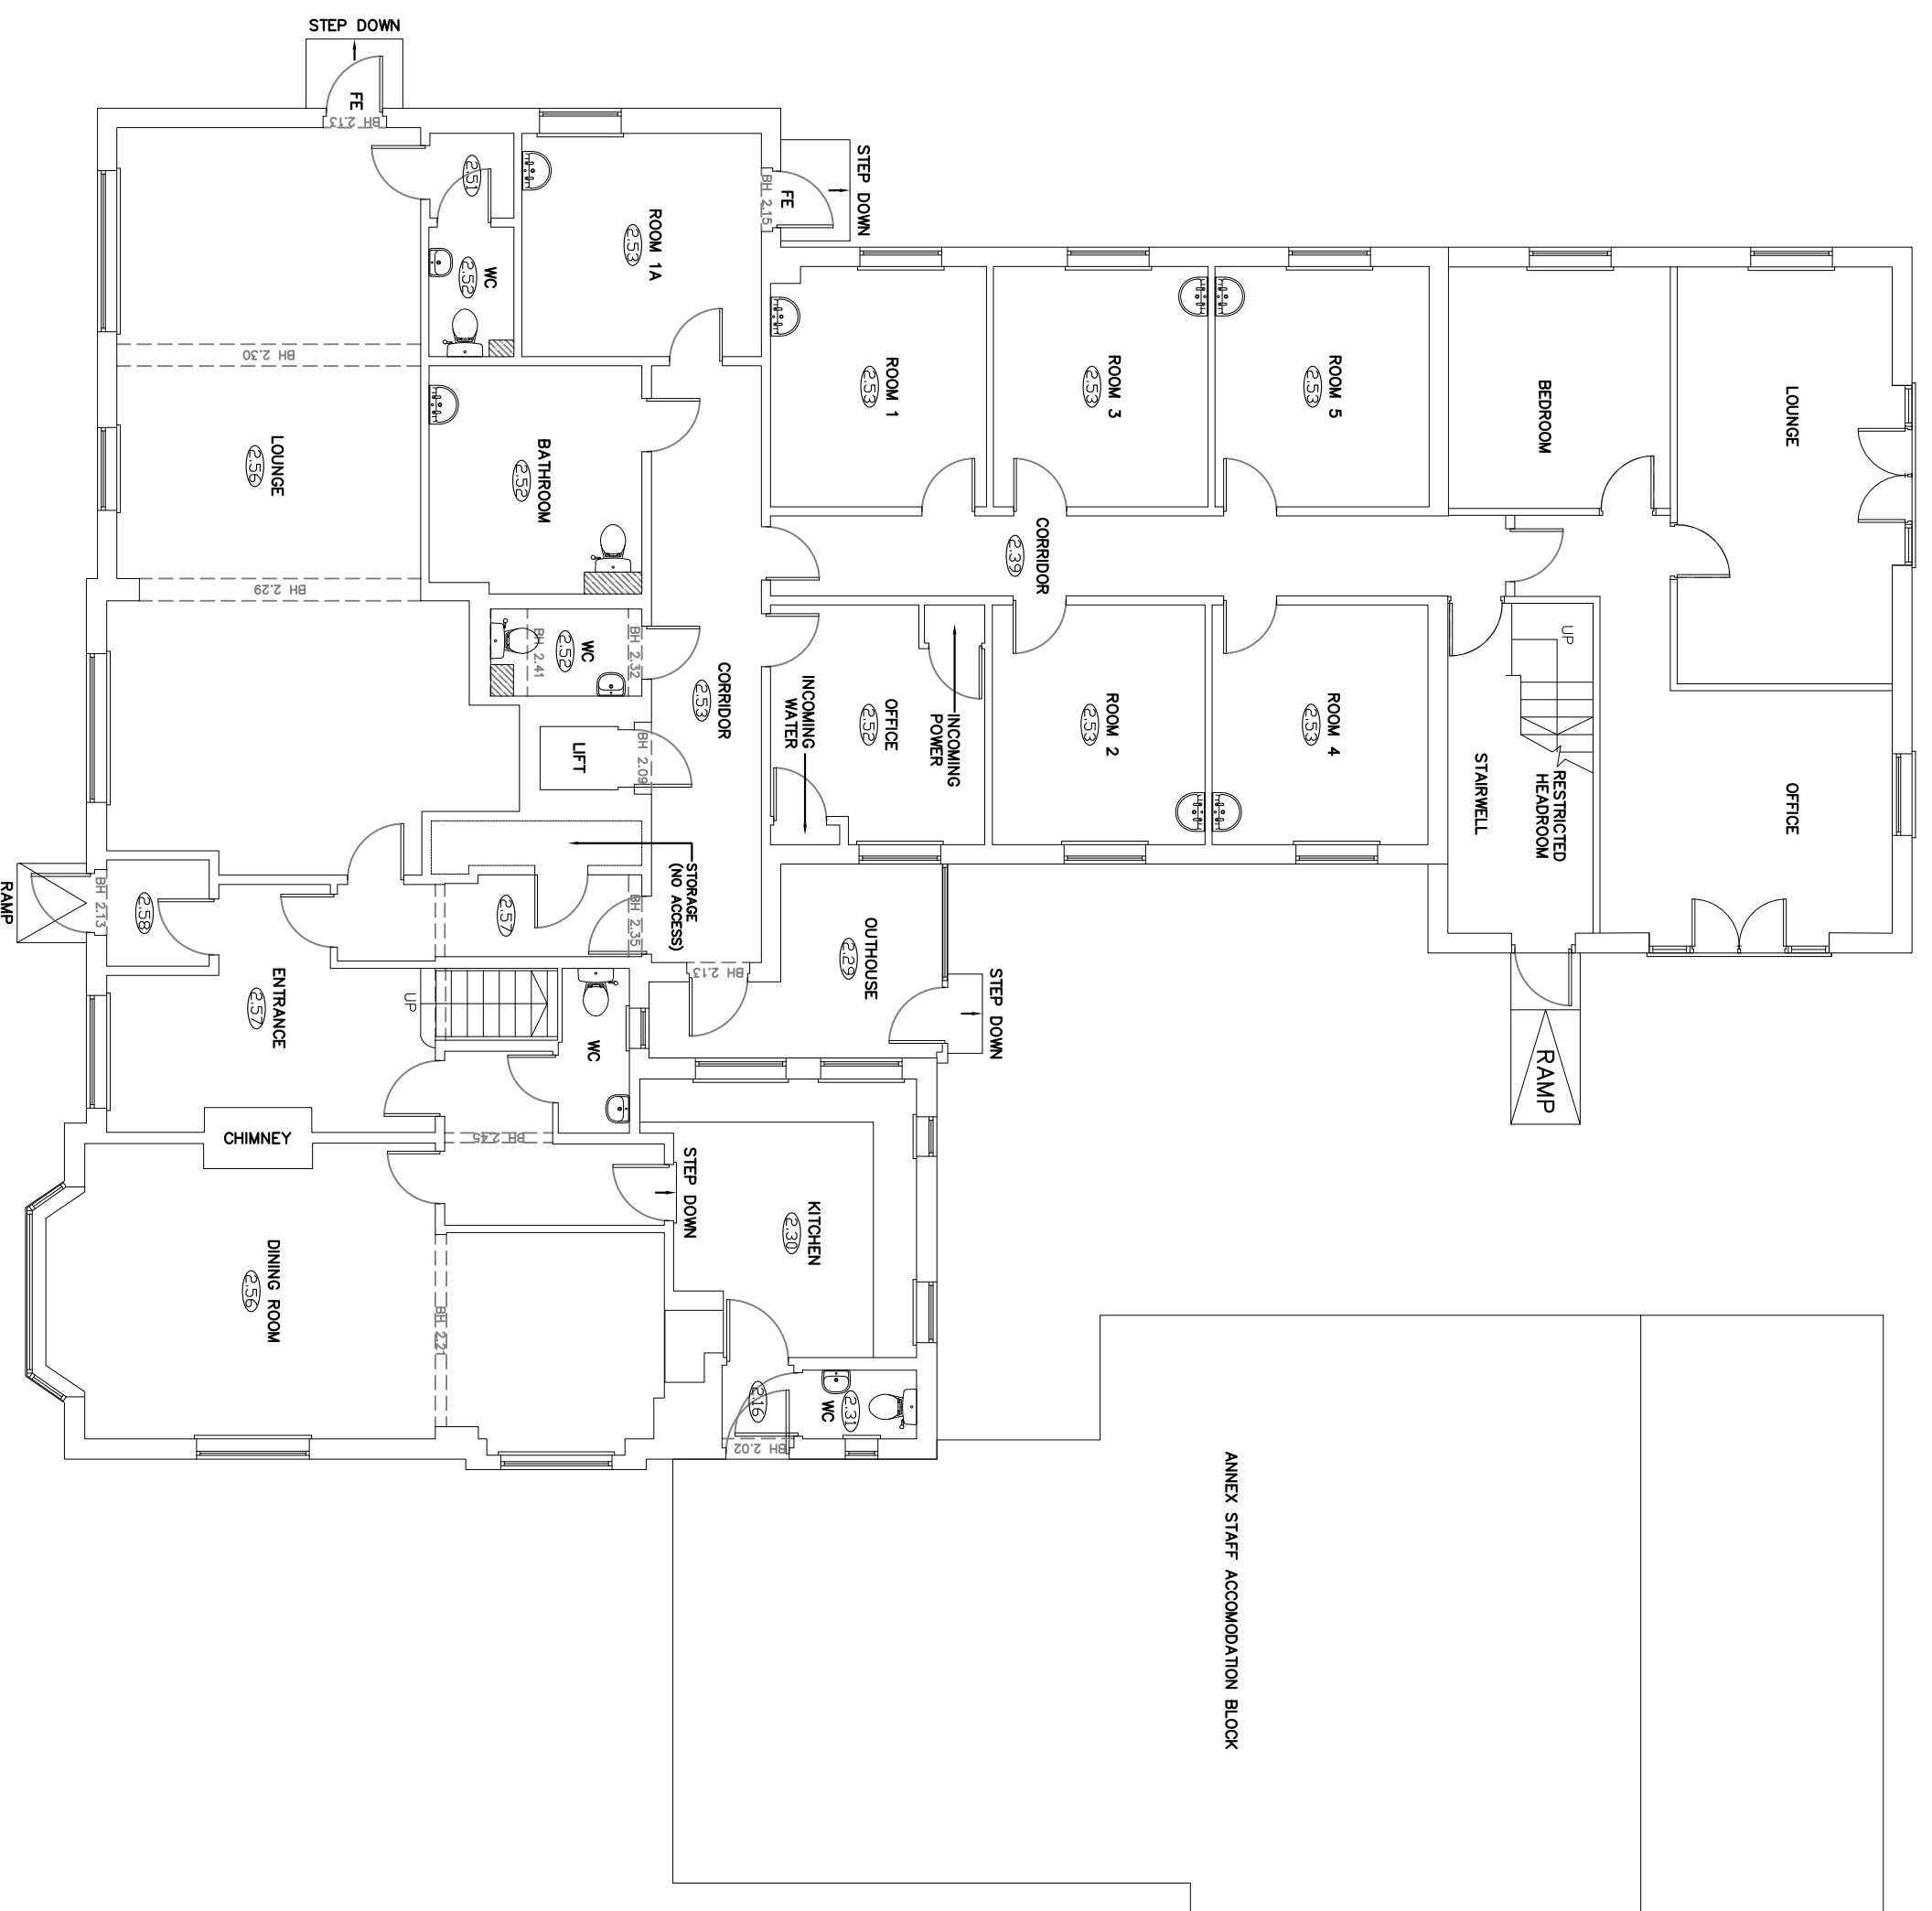 STEP DOWN
FE
BH 2.13
2.51
WC
2.52
ROOM 1A
2.53
BH 2.15
FE
STEP DOWN
BH 2.30
LOUNGE
2.56
BATHROOM
2.52
BH 2.29
WC
2.52
BH 2.41
BH 2.32
CORRIDOR
2.53
LIFT
BH 2.09
ROOM 1
2.53
ROOM 3
2.53
ROOM 5
2.53
CORRIDOR
2.39
OFFICE
2.52
INCOMING
POWER
INCOMING
WATER
ROOM 2
2.53
ROOM 4
2.53
BEDROOM
LOUNGE
OFFICE
UP
RESTRICTED
HEADROOM
STAIRWELL
RAMP
STORAGE
(NO ACCESS)
2.57
BH 2.35
BH 2.13
OUTHOUSE
2.29
STEP DOWN
RAMP
BH 2.13
2.58
ENTRANCE
2.57
UP
WC
BH 2.45
CHIMNEY
STEP DOWN
KITCHEN
2.30
DINING ROOM
2.56
BH 2.21
2.16
WC
2.31
BH 2.02
ANNEX STAFF ACCOMODATION BLOCK